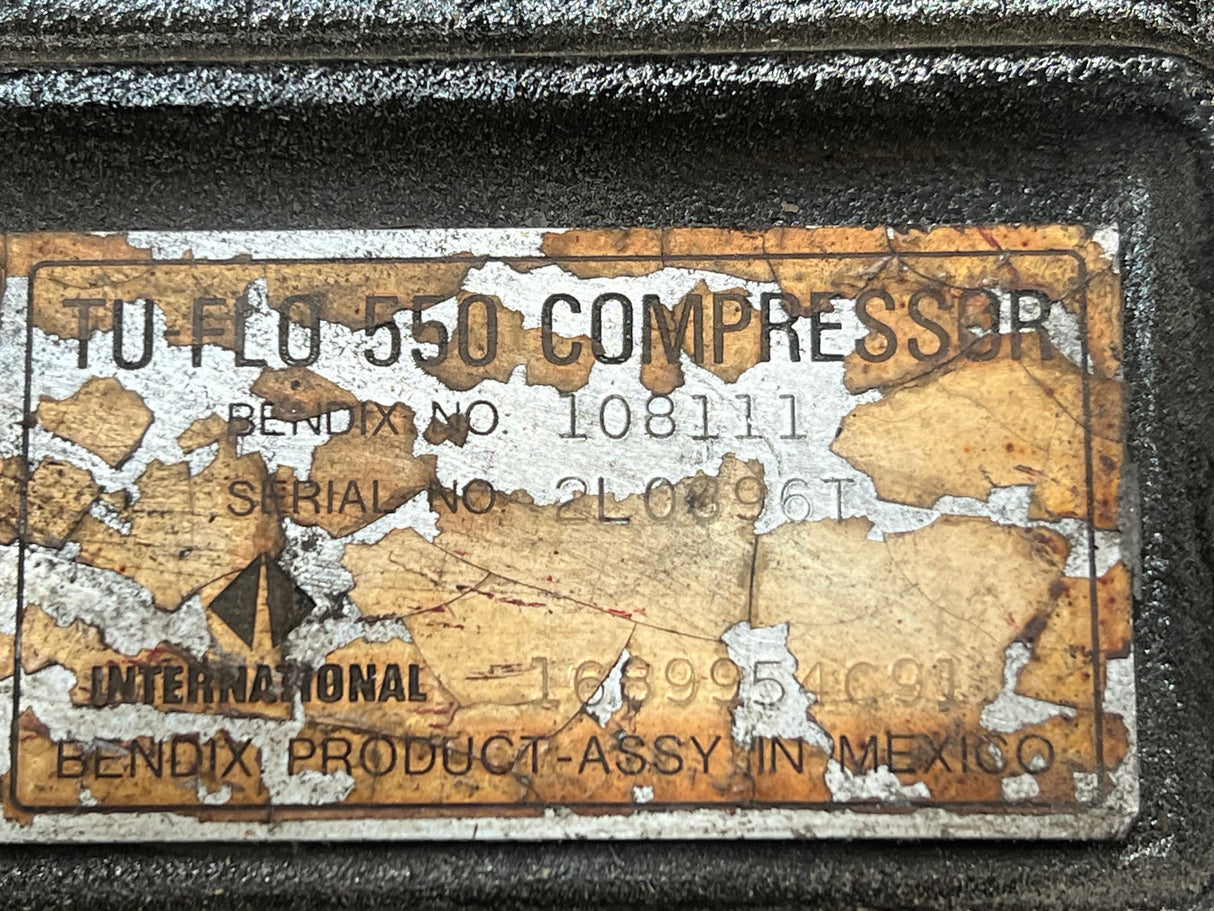 TU-FLO 550 COMPRESSOR
BENDIX NO. 108111
SERIAL NO. 2L0896T
INTERNATIONAL 1689954C91
BENDIX PRODUCT-ASSY IN MEXICO